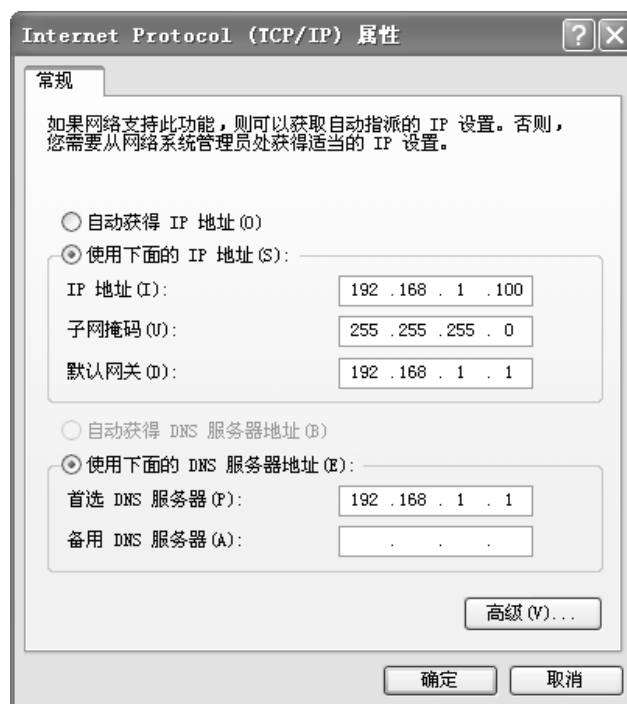 Internet Protocol (TCP/IP) 属性
常规
如果网络支持此功能，则可以获取自动指派的 IP 设置。否则，
您需要从网络系统管理员处获得适当的 IP 设置。
自动获得 IP 地址(O)
使用下面的 IP 地址(S):
IP 地址(I): 192 .168 . 1 .100
子网掩码(U): 255 .255 .255 . 0
默认网关(D): 192 .168 . 1 . 1
自动获得 DNS 服务器地址(B)
使用下面的 DNS 服务器地址(E):
首选 DNS 服务器(P): 192 .168 . 1 . 1
备用 DNS 服务器(A): . . .
高级(V)...
确定 取消